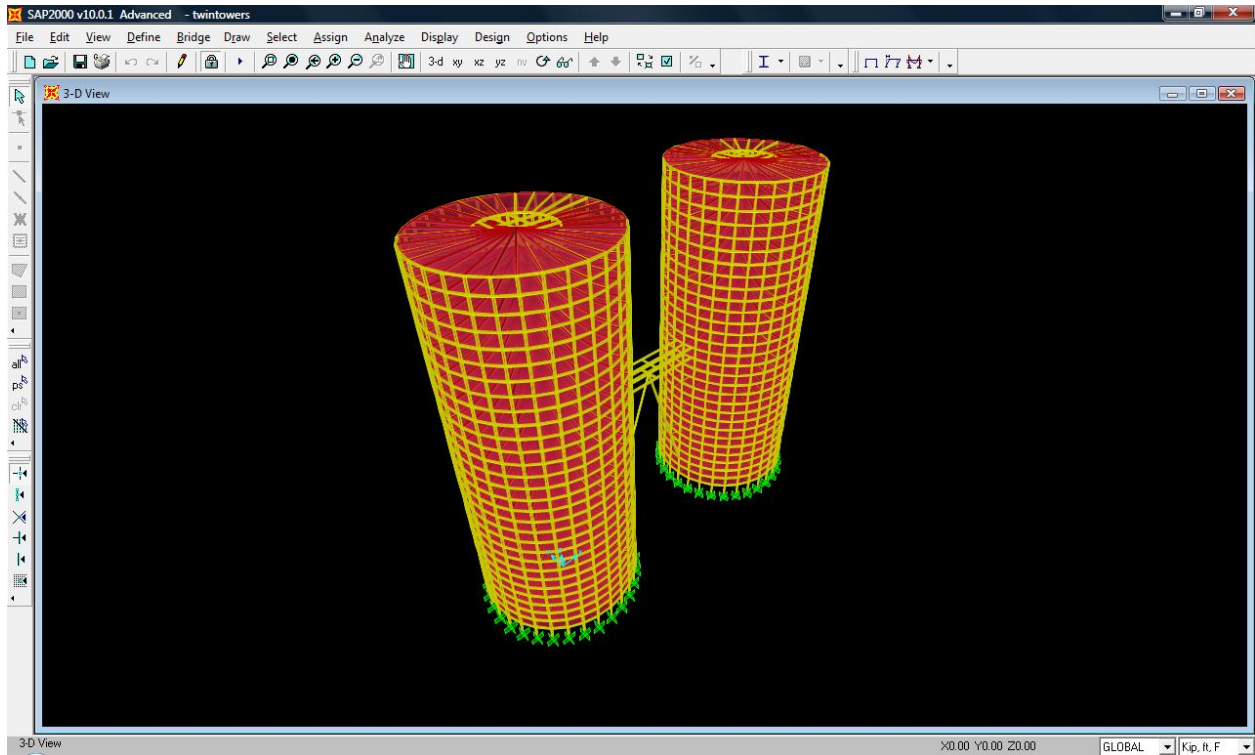 SAP2000 v10.0.1 Advanced - twintowers
File Edit View Define Bridge Draw Select Assign Analyze Display Design Options Help
3-d xy xz yz nv
3-D View
all
ps
clr
3-D View X0.00 Y0.00 Z0.00 GLOBAL Kip, ft, F